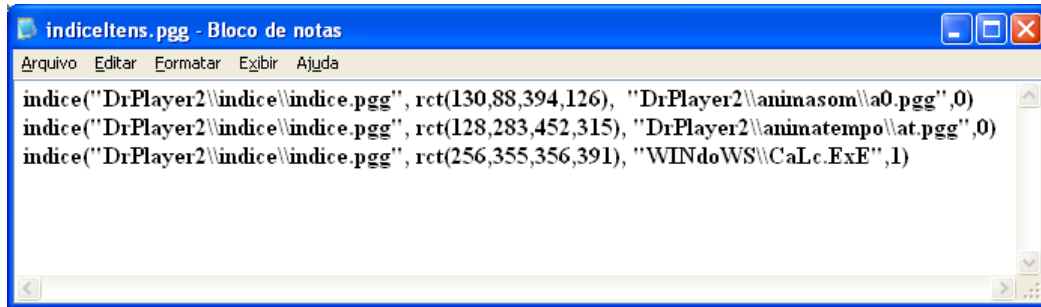 indiceItens.pgg - Bloco de notas
Arquivo Editar Formatar Exibir Ajuda
indice("DrPlayer2\\indice\\indice.pgg", rct(130,88,394,126), "DrPlayer2\\animasom\\a0.pgg",0)
indice("DrPlayer2\\indice\\indice.pgg", rct(128,283,452,315), "DrPlayer2\\animatempo\\at.pgg",0)
indice("DrPlayer2\\indice\\indice.pgg", rct(256,355,356,391), "WINdoWS\\CaLc.ExE",1)